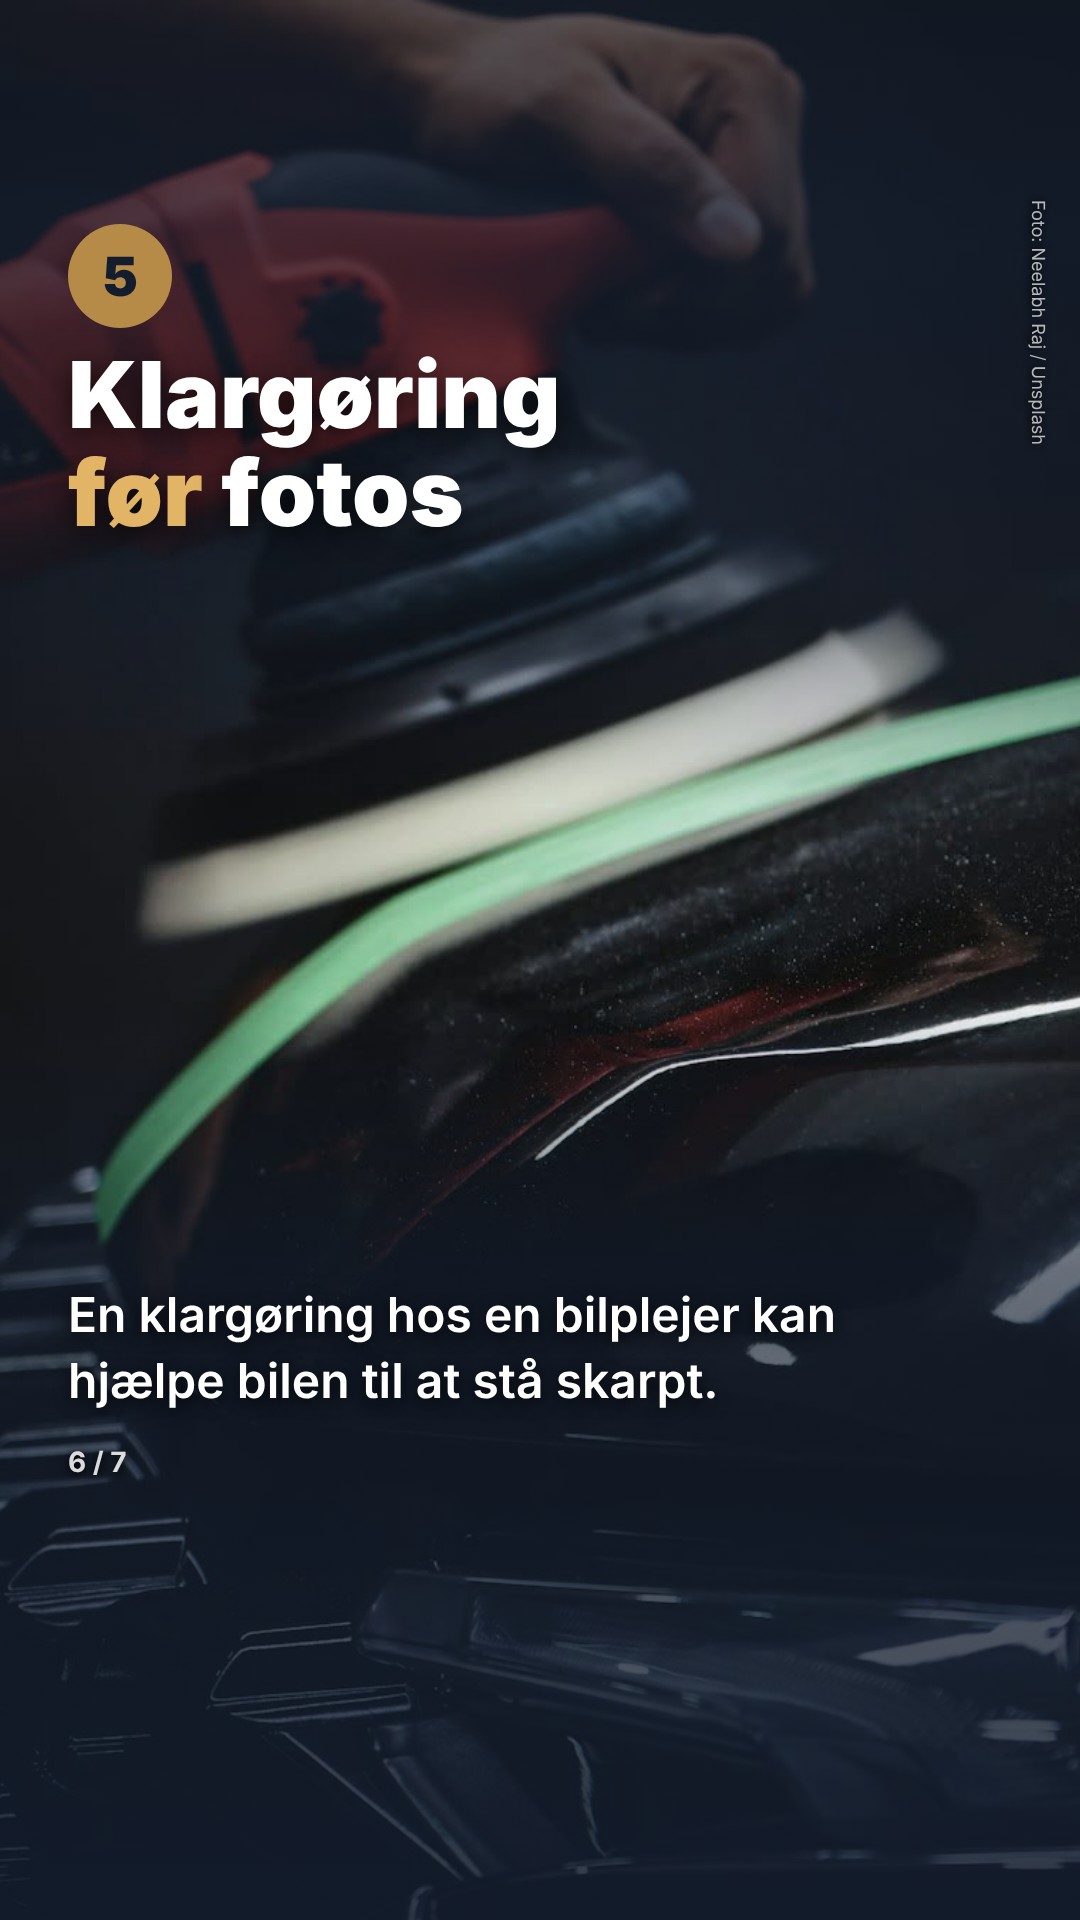 5
Klargøring
før fotos
Foto: Neelabh Raj / Unsplash
En klargøring hos en bilplejer kan
hjælpe bilen til at stå skarpt.
6 / 7